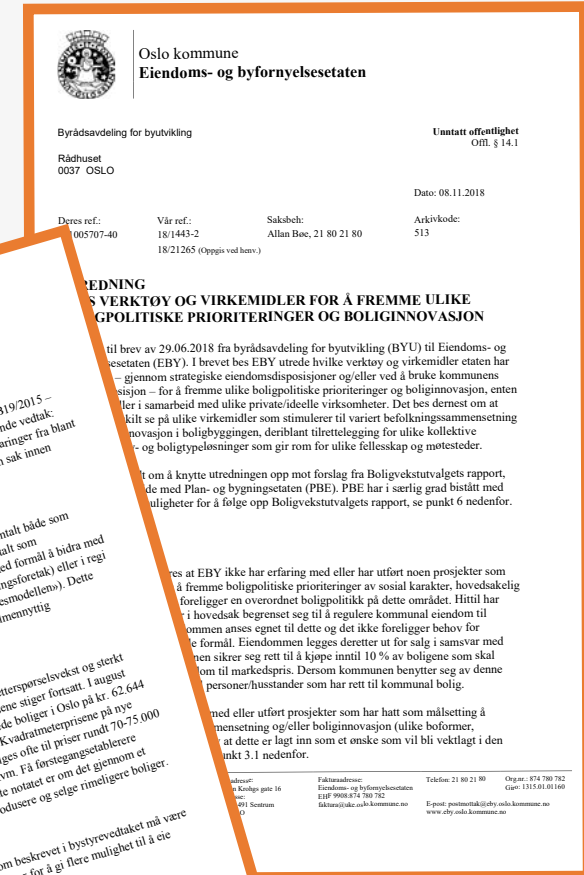 Oslo kommune
Eiendoms- og byfornyelsesetaten
Byrådsavdeling for byutvikling
Rådhuset
0037 OSLO
Unntatt offentlighet
Offl. § 14.1
Dato: 08.11.2018
Deres ref.:
Vår ref.:
Saksbeh:
Arkivkode:
005707-40
18/1443-2
Allan Bøe, 21 80 21 80
513
18/21265 (Oppgis ved henv.)
REDNING
VERKTØY OG VIRKEMIDLER FOR Å FREMME ULIKE
GPOLITISKE PRIORITERINGER OG BOLIGINNOVASJON
til brev av 29.06.2018 fra byrådsavdeling for byutvikling (BYU) til Eiendoms- og
sesetaten (EBY). I brevet bes EBY utrede hvilke verktøy og virkemidler etaten har
– gjennom strategiske eiendomsdisposisjoner og/eller ved å bruke kommunens
sisjon – for å fremme ulike boligpolitiske prioriteringer og boliginnovasjon, enten
ller i samarbeid med ulike private/ideelle virksomheter. Det bes dernest om at
skilt se på ulike virkemidler som stimulerer til variert befolkningssammensetning
novasjon i boligbyggingen, deriblant tilrettelegging for ulike kollektive
- og boligtypeløsninger som gir rom for ulike fellesskap og møtesteder.
t om å knytte utredningen opp mot forslag fra Boligvekstutvalgets rapport,
de med Plan- og bygningsetaten (PBE). PBE har i særlig grad bistått med
uligheter for å følge opp Boligvekstutvalgets rapport, se punkt 6 nedenfor.
res at EBY ikke har erfaring med eller har utført noen prosjekter som
å fremme boligpolitiske prioriteringer av sosial karakter, hovedsakelig
foreligger en overordnet boligpolitikk på dette området. Hittil har
i hovedsak begrenset seg til å regulere kommunal eiendom til
ommen anses egnet til dette og det ikke foreligger behov for
e formål. Eiendommen legges deretter ut for salg i samsvar med
nen sikrer seg rett til å kjøpe inntil 10 % av boligene som skal
dom til markedspris. Dersom kommunen benytter seg av denne
personer/husstander som har rett til kommunal bolig.
med eller utført prosjekter som har hatt som målsetting å
mensetning og/eller boliginnovasjon (ulike boformer,
at dette er lagt inn som et ønske som vil bli vektlagt i den
nkt 3.1 nedenfor.
adresse:
n Krohgs gate 16
sse:
491 Sentrum
O
Fakturaadresse:
Eiendoms- og byfornyelsesetaten
EHF 9908:874 780 782
faktura@uke.oslo.kommune.no
Telefon: 21 80 21 80
E-post: postmottak@eby.oslo.kommune.no
www.eby.oslo.kommune.no
Org.nr.: 874 780 782
Giro: 1315.01.01160
319/2015 –
nde vedtak:
aringer fra blant
n sak innen
ntalt både som
talt som
ed formål å bidra med
ngsforetak) eller i regi
esmodellen»). Dette
lmennyttig
etterspørselsvekst og sterkt
ene stiger fortsatt. I august
de boliger i Oslo på kr. 62.644
Kvadratmeterprisene på nye
ges ofte til priser rundt 70-75.000
vn. Få førstegangsetablerere
te notatet er om det gjennom et
odusere og selge rimeligere boliger.
om beskrevet i bystyrevedtaket må være
for å gi flere mulighet til å eie